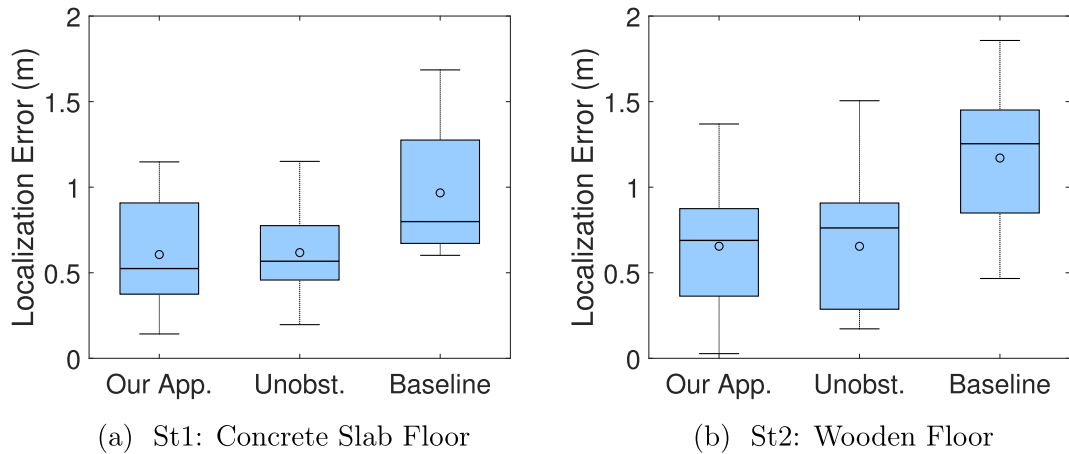 Localization Error (m)
2
1.5
1
0.5
0
Our App. Unobst. Baseline
(a) St1: Concrete Slab Floor
Localization Error (m)
2
1.5
1
0.5
0
Our App. Unobst. Baseline
(b) St2: Wooden Floor